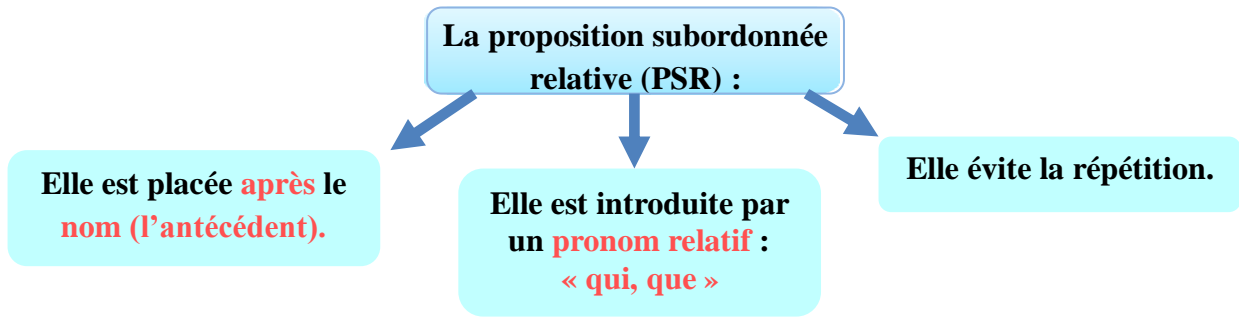 La proposition subordonnée
relative (PSR) :
Elle est placée après le
nom (l’antécédent).
Elle est introduite par
un pronom relatif :
« qui, que »
Elle évite la répétition.